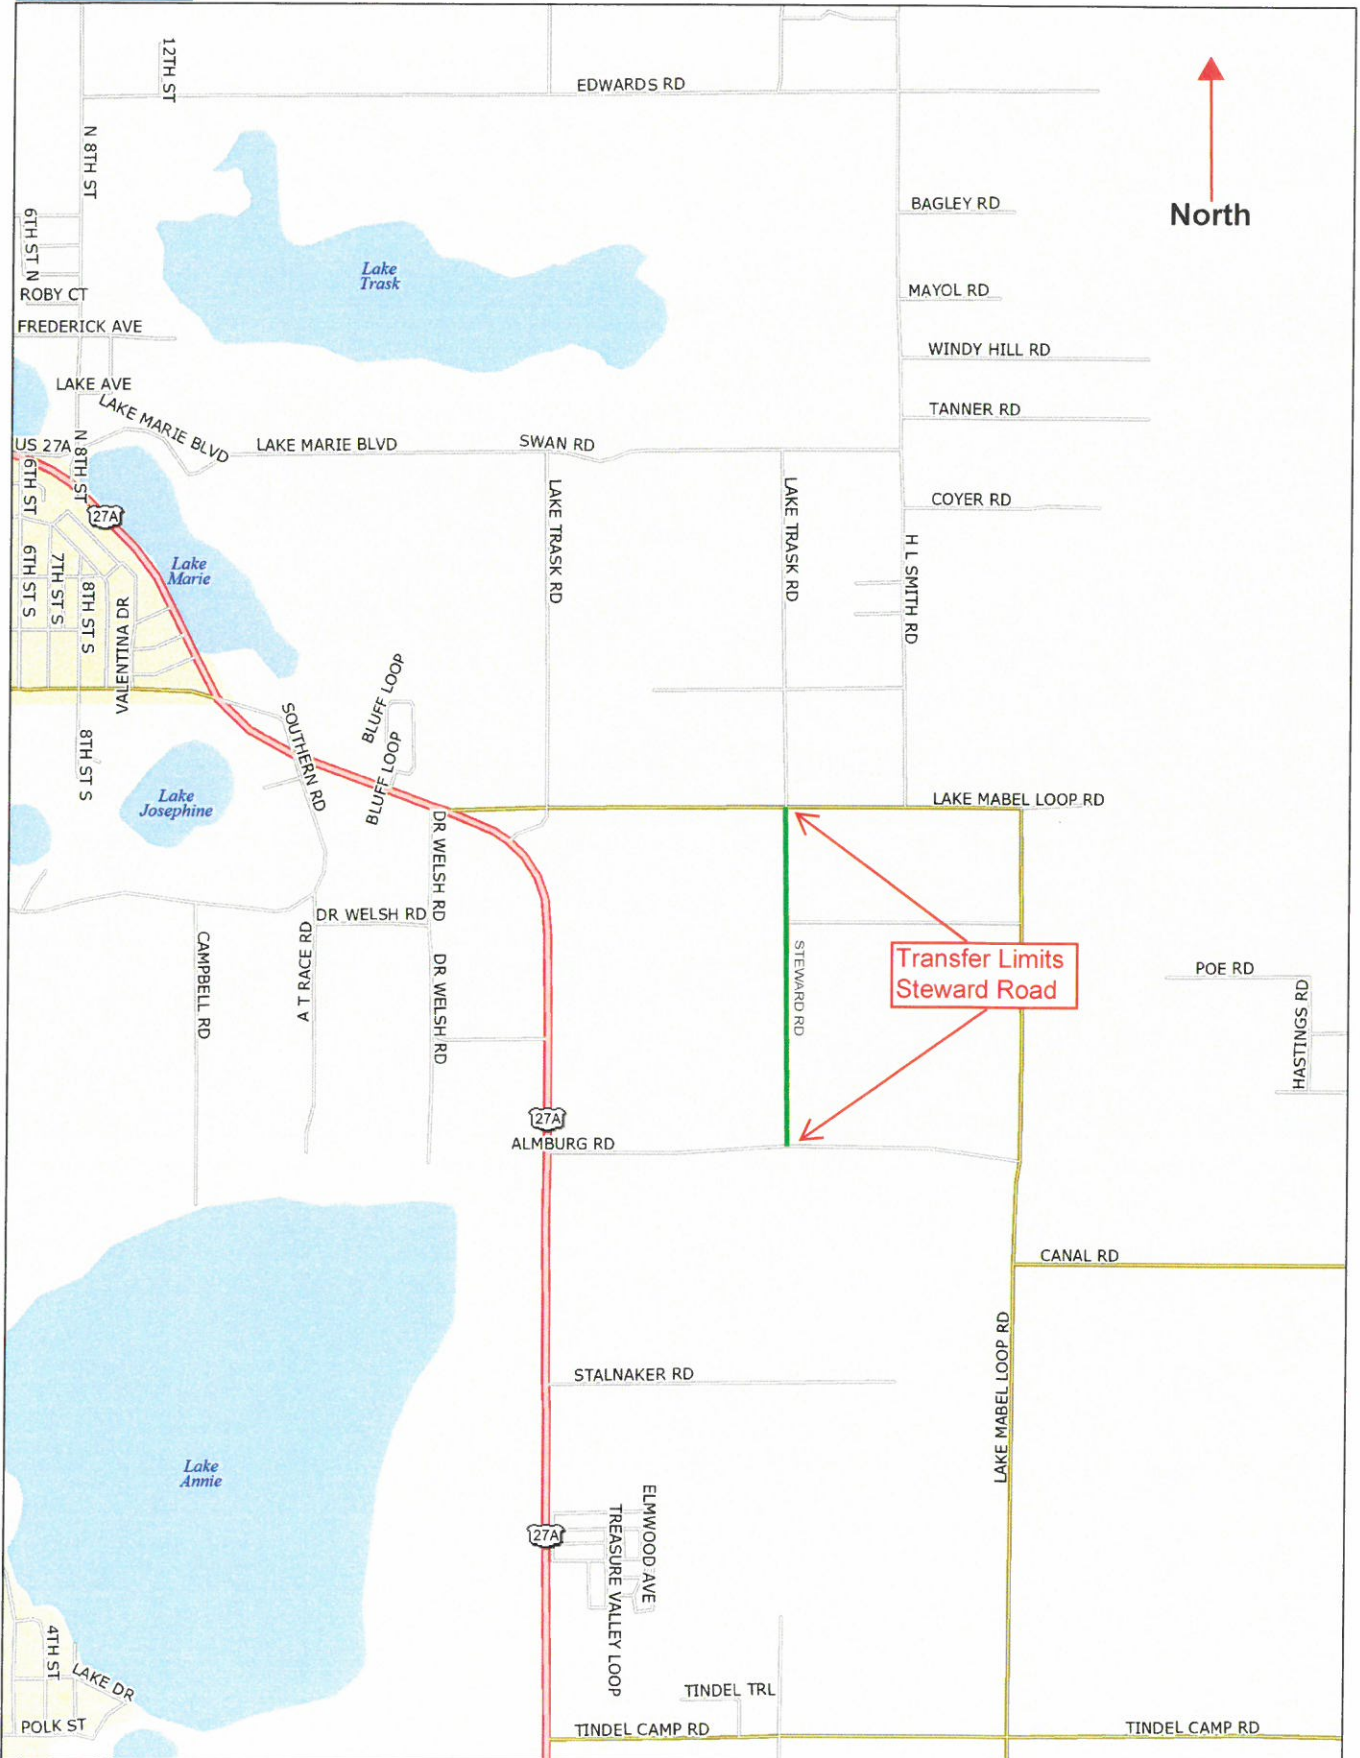 12TH ST
EDWARDS RD
N 8TH ST
North
BAGLEY RD
6TH ST N
Lake
Trask
MAYOL RD
ROBY CT
FREDERICK AVE
WINDY HILL RD
LAKE AVE
LAKE MARIE BLVD
TANNER RD
US 27A
N 8TH ST
LAKE MARIE BLVD
SWAN RD
6TH ST
27A
LAKE TRASK RD
LAKE TRASK RD
COYER RD
H L SMITH RD
Lake
Marie
6TH ST S
7TH ST S
8TH ST S
VALENTINA DR
BLUFF LOOP
SOUTHERN RD
8TH ST S
BLUFF LOOP
Lake
Josephine
LAKE MABEL LOOP RD
DR WELSH RD
DR WELSH RD
CAMPBELL RD
A T RACE RD
DR WELSH RD
STEWARD RD
Transfer Limits
Steward Road
POE RD
HASTINGS RD
27A
ALMBURG RD
CANAL RD
LAKE MABEL LOOP RD
STALNAKER RD
Lake
Annie
27A
ELMWOOD AVE
TREASURE VALLEY LOOP
4TH ST
LAKE DR
TINDEL TRL
POLK ST
TINDEL CAMP RD
TINDEL CAMP RD